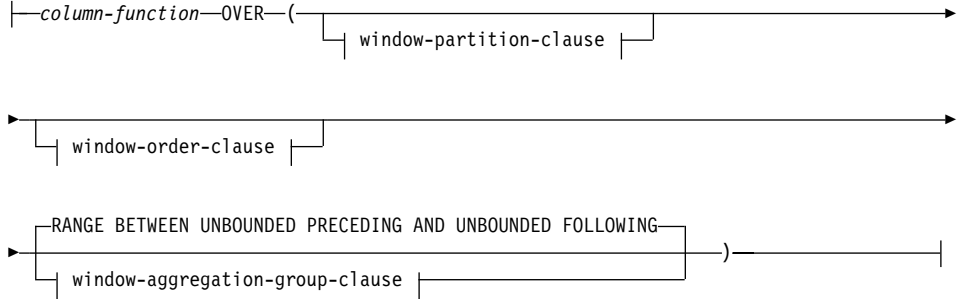 column-function OVER (
window-partition-clause
window-order-clause
RANGE BETWEEN UNBOUNDED PRECEDING AND UNBOUNDED FOLLOWING
)
window-aggregation-group-clause